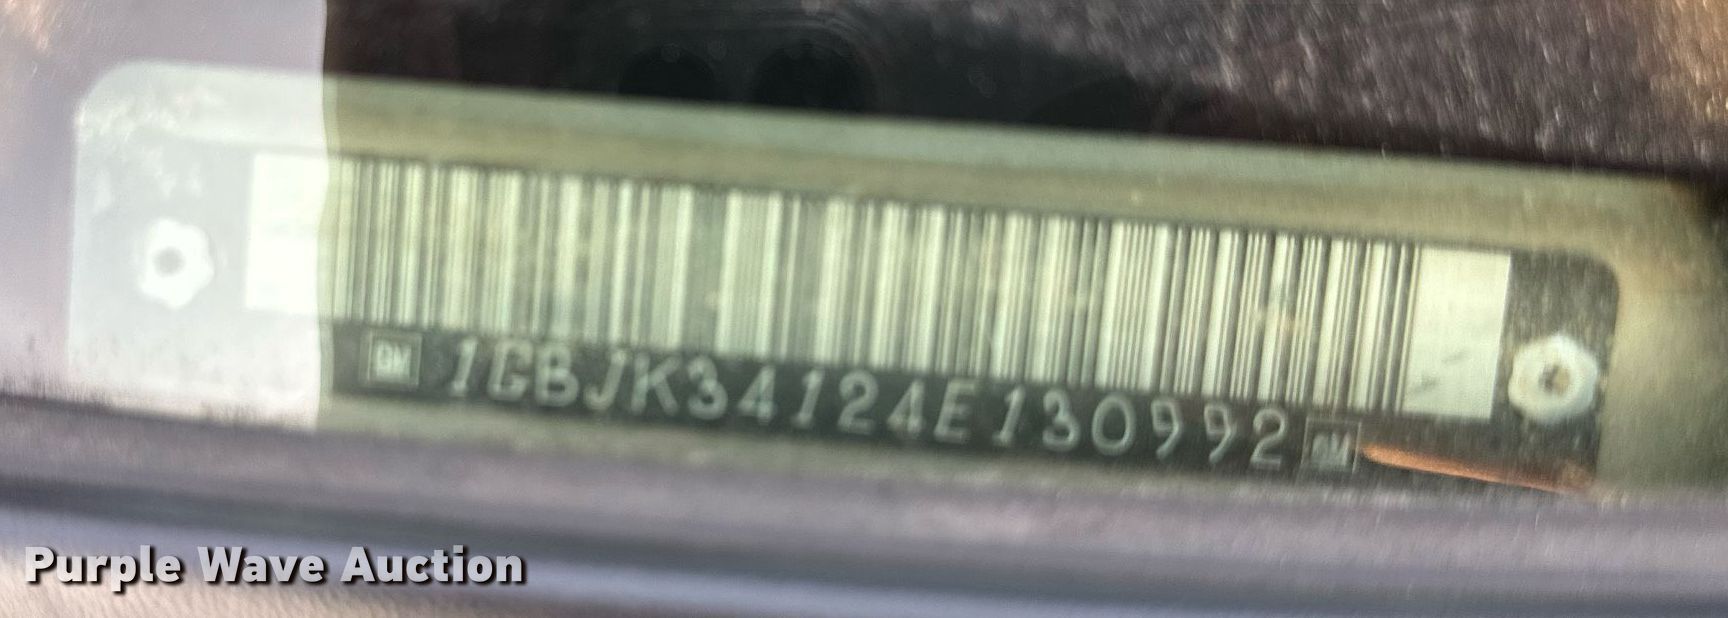 GM 1GBJK34124E130992 GM
Purple Wave Auction